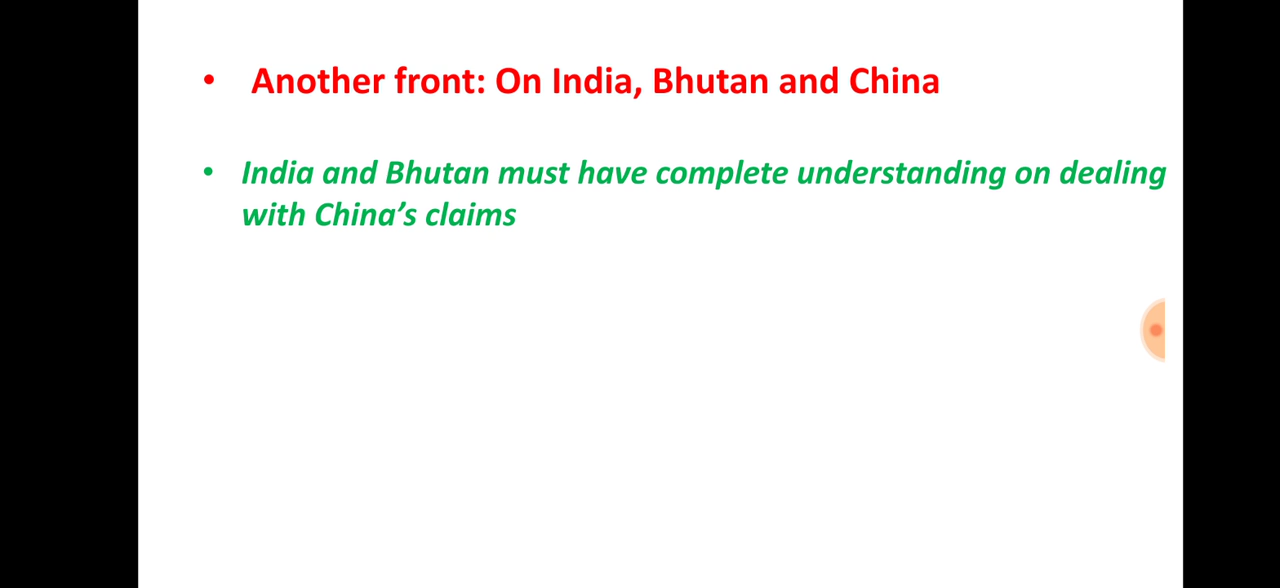 • Another front: On India, Bhutan and China
• India and Bhutan must have complete understanding on dealing
with China’s claims